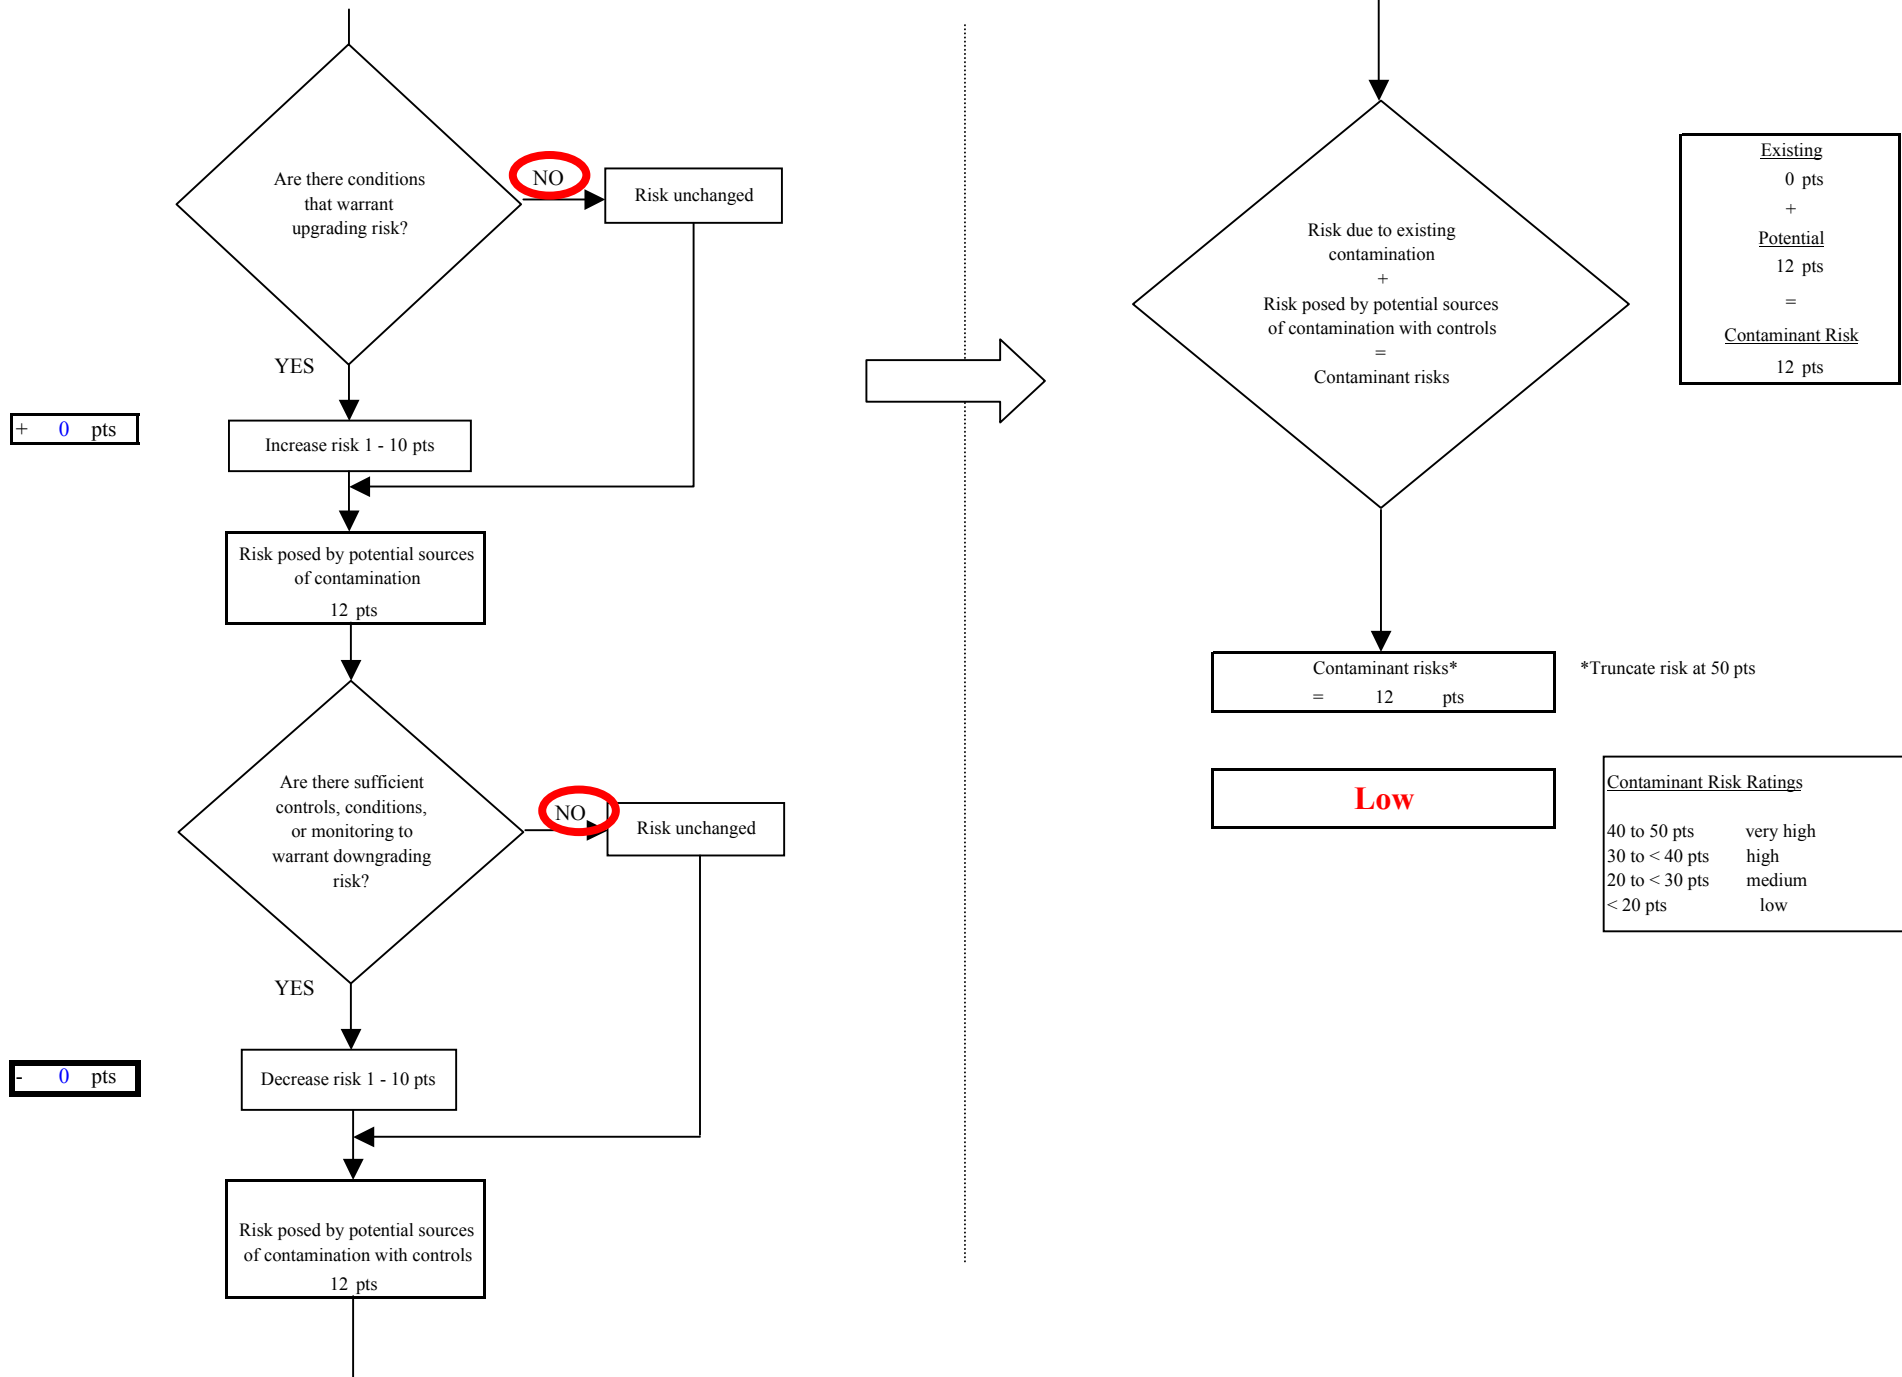 Are there conditions
that warrant
upgrading risk?
NO
Risk unchanged
YES
+ 0 pts
Increase risk 1 - 10 pts
Risk posed by potential sources
of contamination
12 pts
Are there sufficient
controls, conditions,
or monitoring to
warrant downgrading
risk?
NO
Risk unchanged
YES
- 0 pts
Decrease risk 1 - 10 pts
Risk posed by potential sources
of contamination with controls
12 pts
Risk due to existing
contamination
+
Risk posed by potential sources
of contamination with controls
=
Contaminant risks
Existing
0 pts
+
Potential
12 pts
=
Contaminant Risk
12 pts
Contaminant risks*
= 12 pts
*Truncate risk at 50 pts
Low
Contaminant Risk Ratings
40 to 50 pts very high
30 to < 40 pts high
20 to < 30 pts medium
< 20 pts low